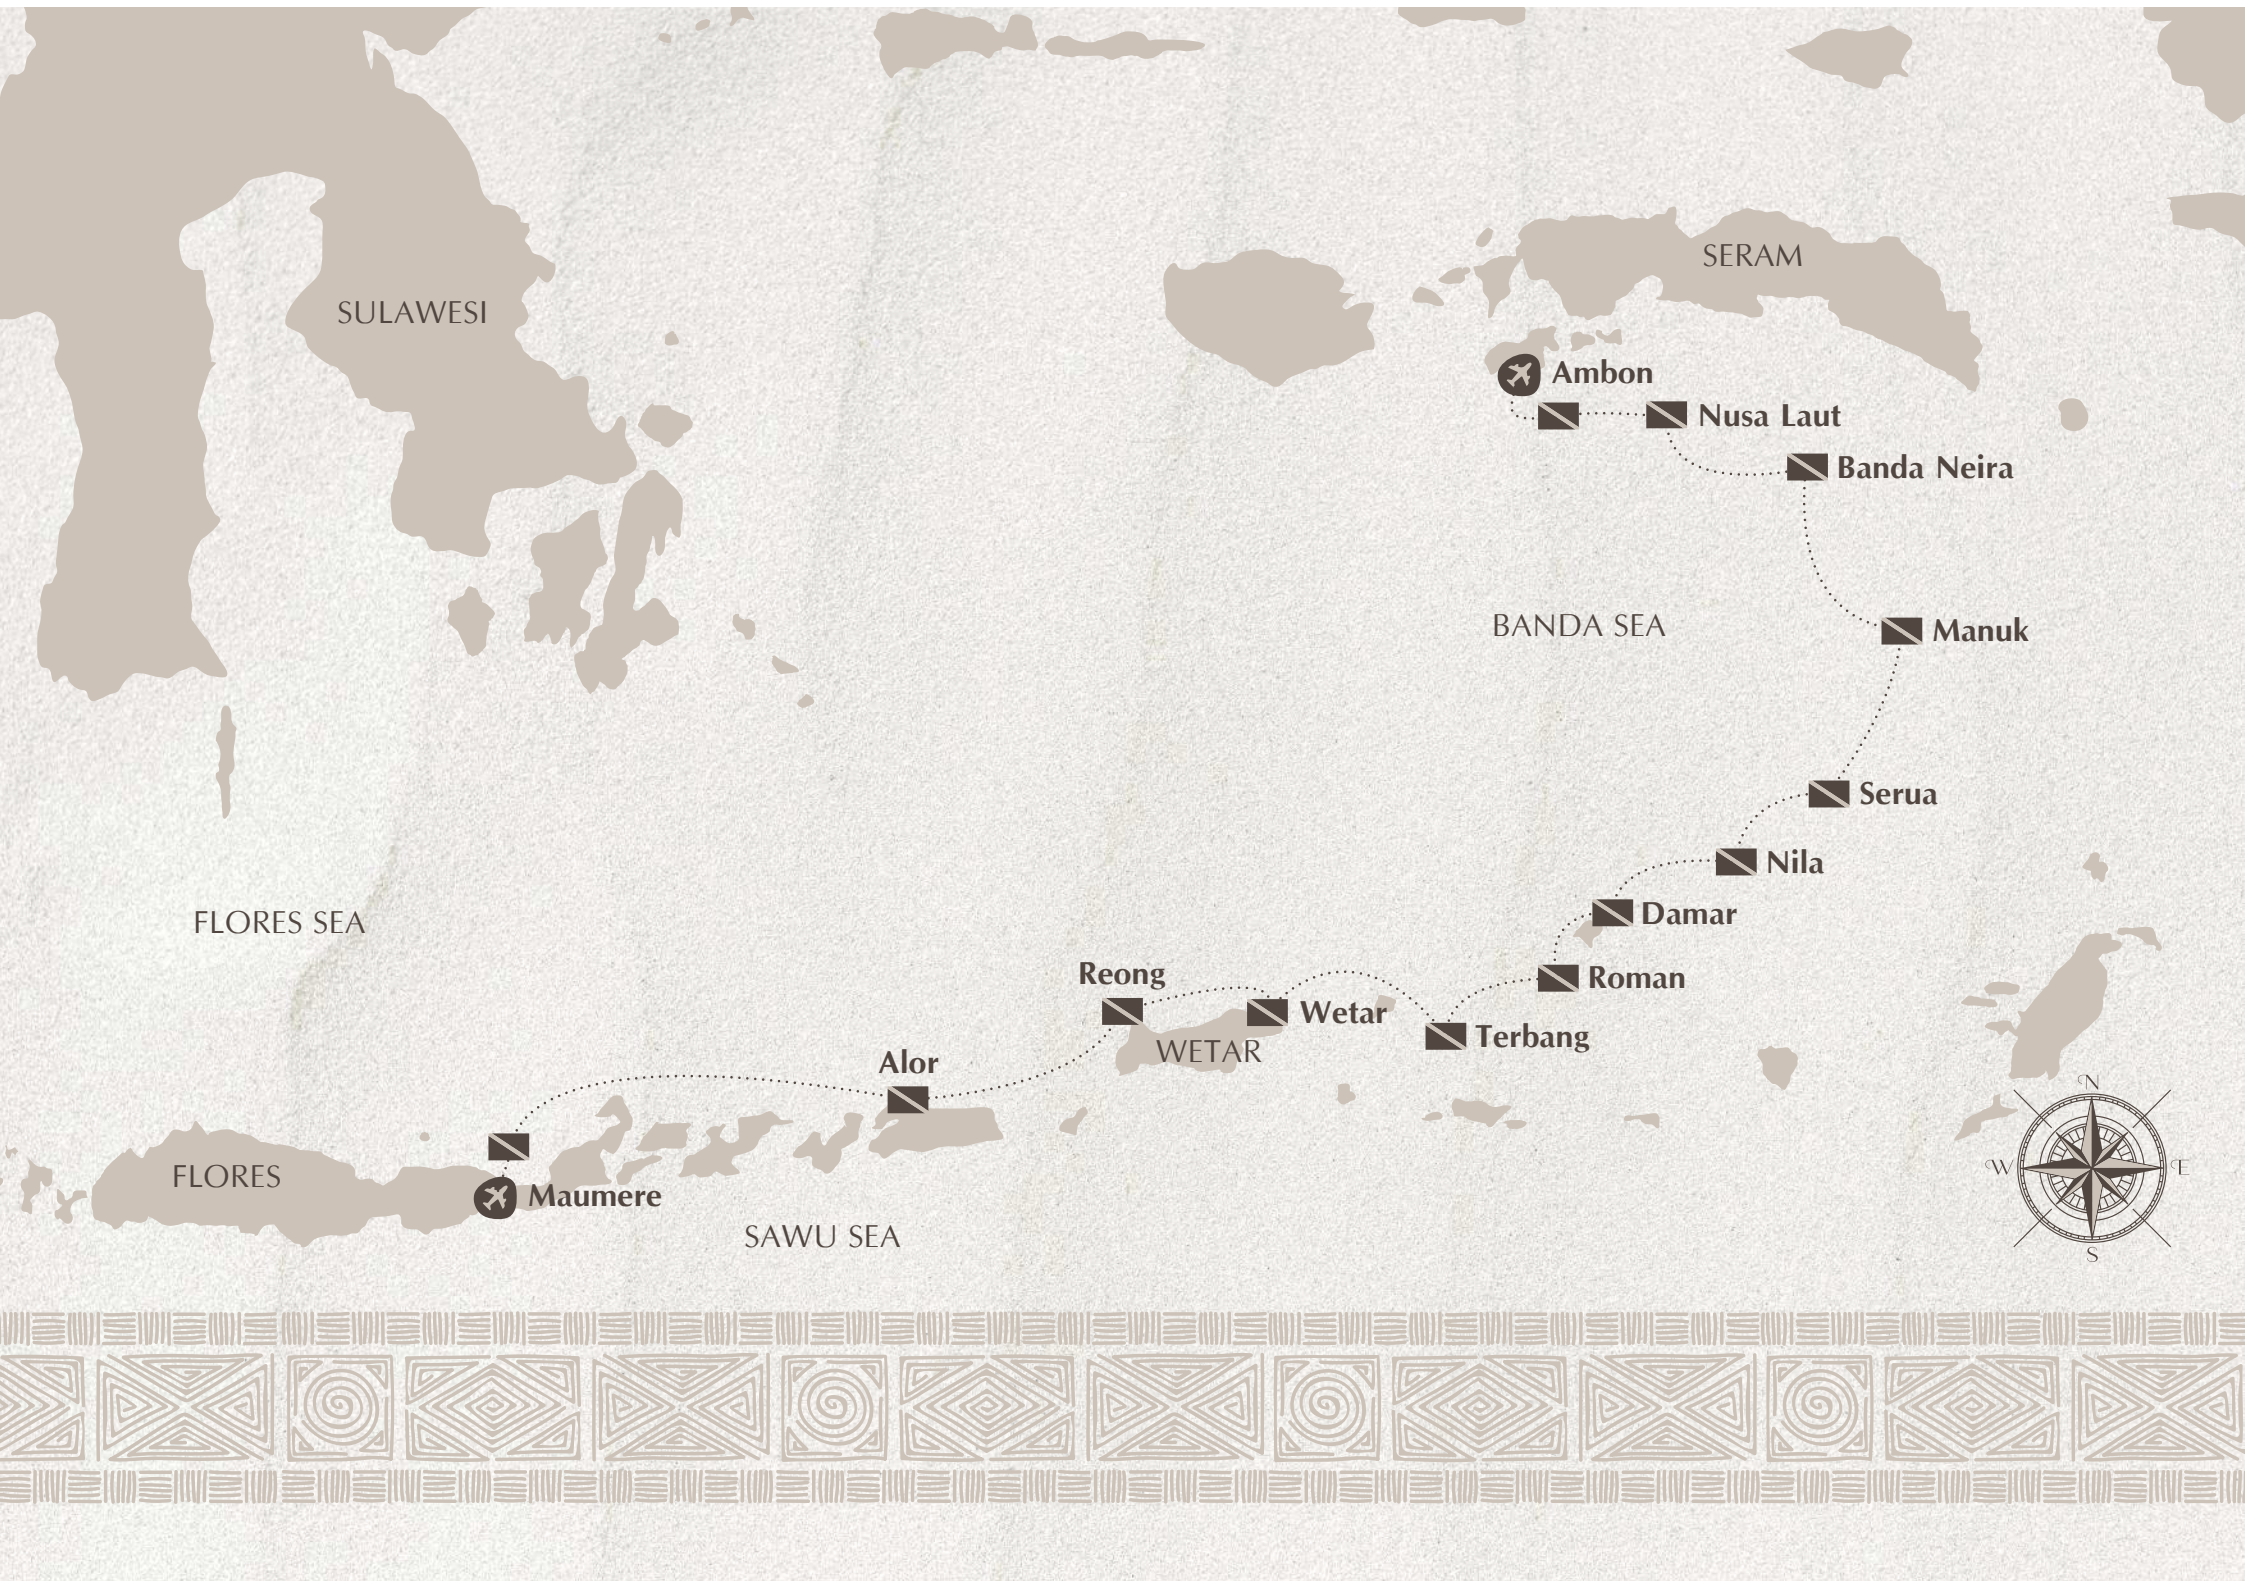 SERAM
SULAWESI
Ambon
Nusa Laut
Banda Neira
BANDA SEA
Manuk
Serua
Nila
Damar
FLORES SEA
Reong
Roman
Wetar
Terbang
WETAR
Alor
N
W
E
S
FLORES
Maumere
SAWU SEA